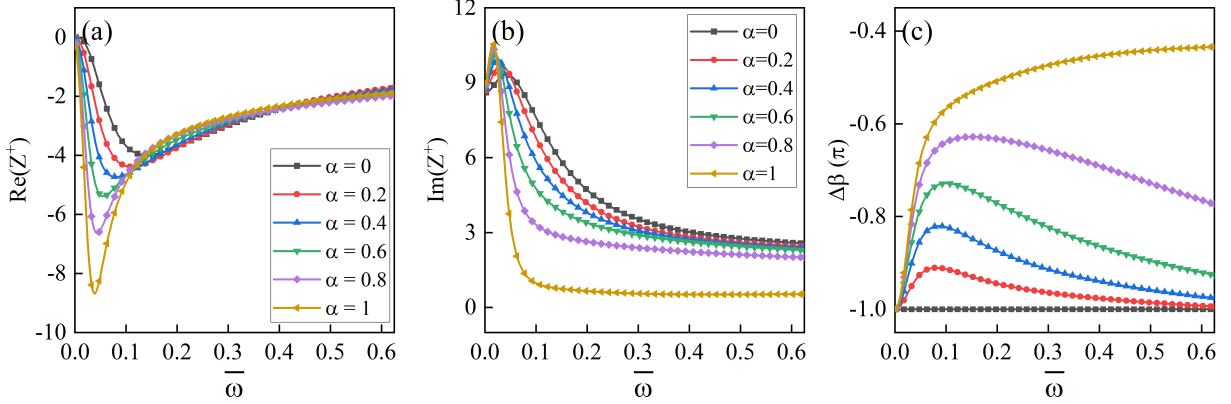 (a)
Re(Z⁺)
0
-2
-4
-6
-8
-10
0.0 0.1 0.2 0.3 0.4 0.5 0.6
ω̅
α = 0
α = 0.2
α = 0.4
α = 0.6
α = 0.8
α = 1
(b)
Im(Z⁺)
12
9
6
3
0
0.0 0.1 0.2 0.3 0.4 0.5 0.6
ω̅
α=0
α=0.2
α=0.4
α=0.6
α=0.8
α=1
(c)
Δβ (π)
-0.4
-0.6
-0.8
-1.0
0.0 0.1 0.2 0.3 0.4 0.5 0.6
ω̅